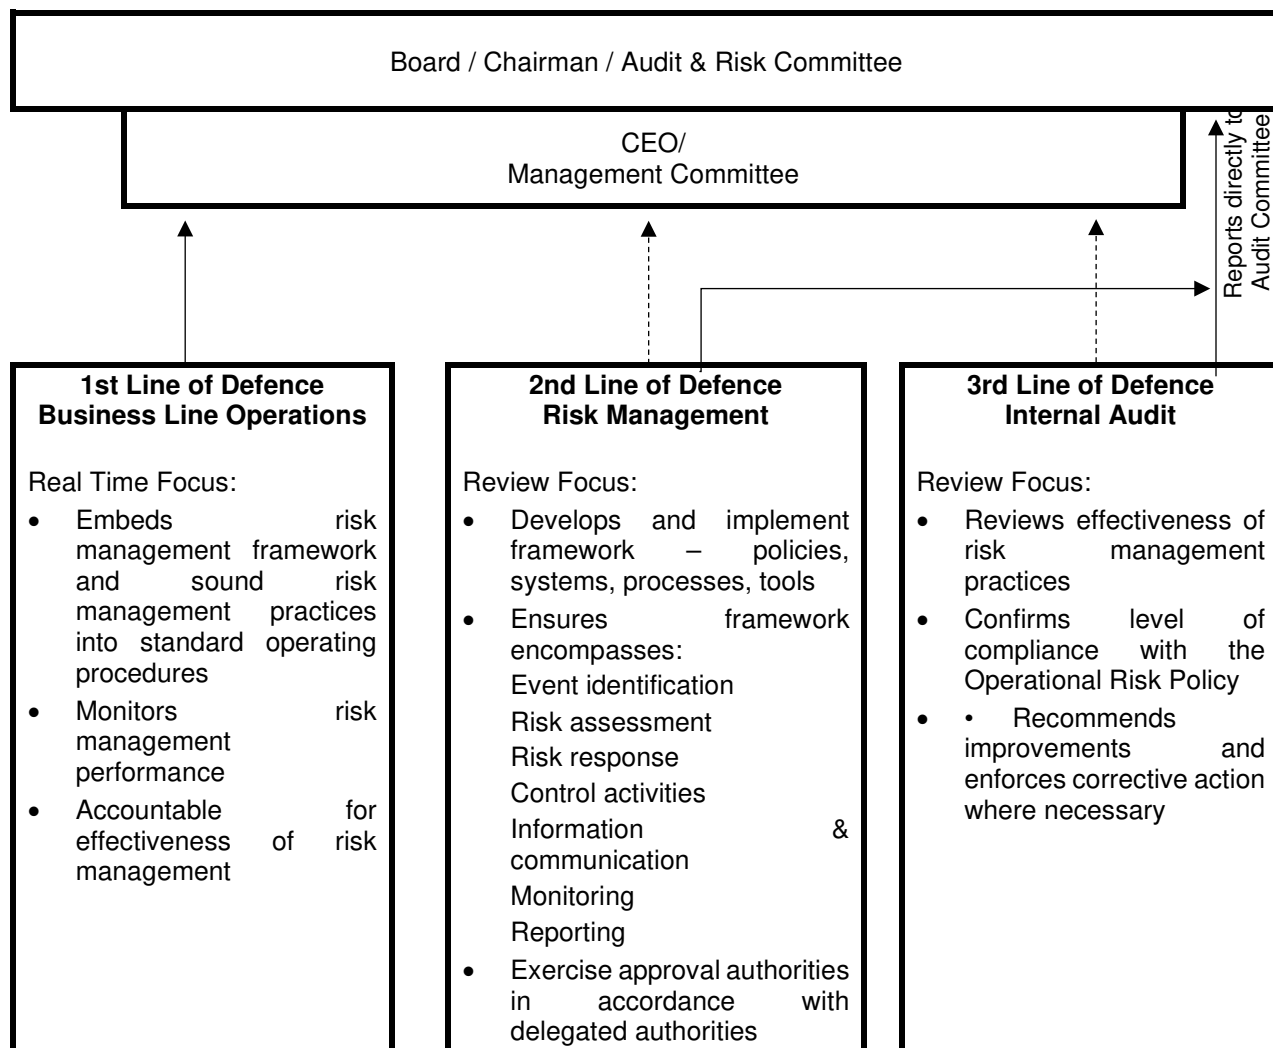 Board / Chairman / Audit & Risk Committee
CEO/
Management Committee
Reports directly to
Audit Committee
1st Line of Defence
Business Line Operations
Real Time Focus:
• Embeds risk
management framework
and sound risk
management practices
into standard operating
procedures
• Monitors risk
management
performance
• Accountable for
effectiveness of risk
management
2nd Line of Defence
Risk Management
Review Focus:
• Develops and implement
framework – policies,
systems, processes, tools
• Ensures framework
encompasses:
Event identification
Risk assessment
Risk response
Control activities
Information &
communication
Monitoring
Reporting
• Exercise approval authorities
in accordance with
delegated authorities
3rd Line of Defence
Internal Audit
Review Focus:
• Reviews effectiveness of
risk management
practices
• Confirms level of
compliance with the
Operational Risk Policy
• • Recommends
improvements and
enforces corrective action
where necessary